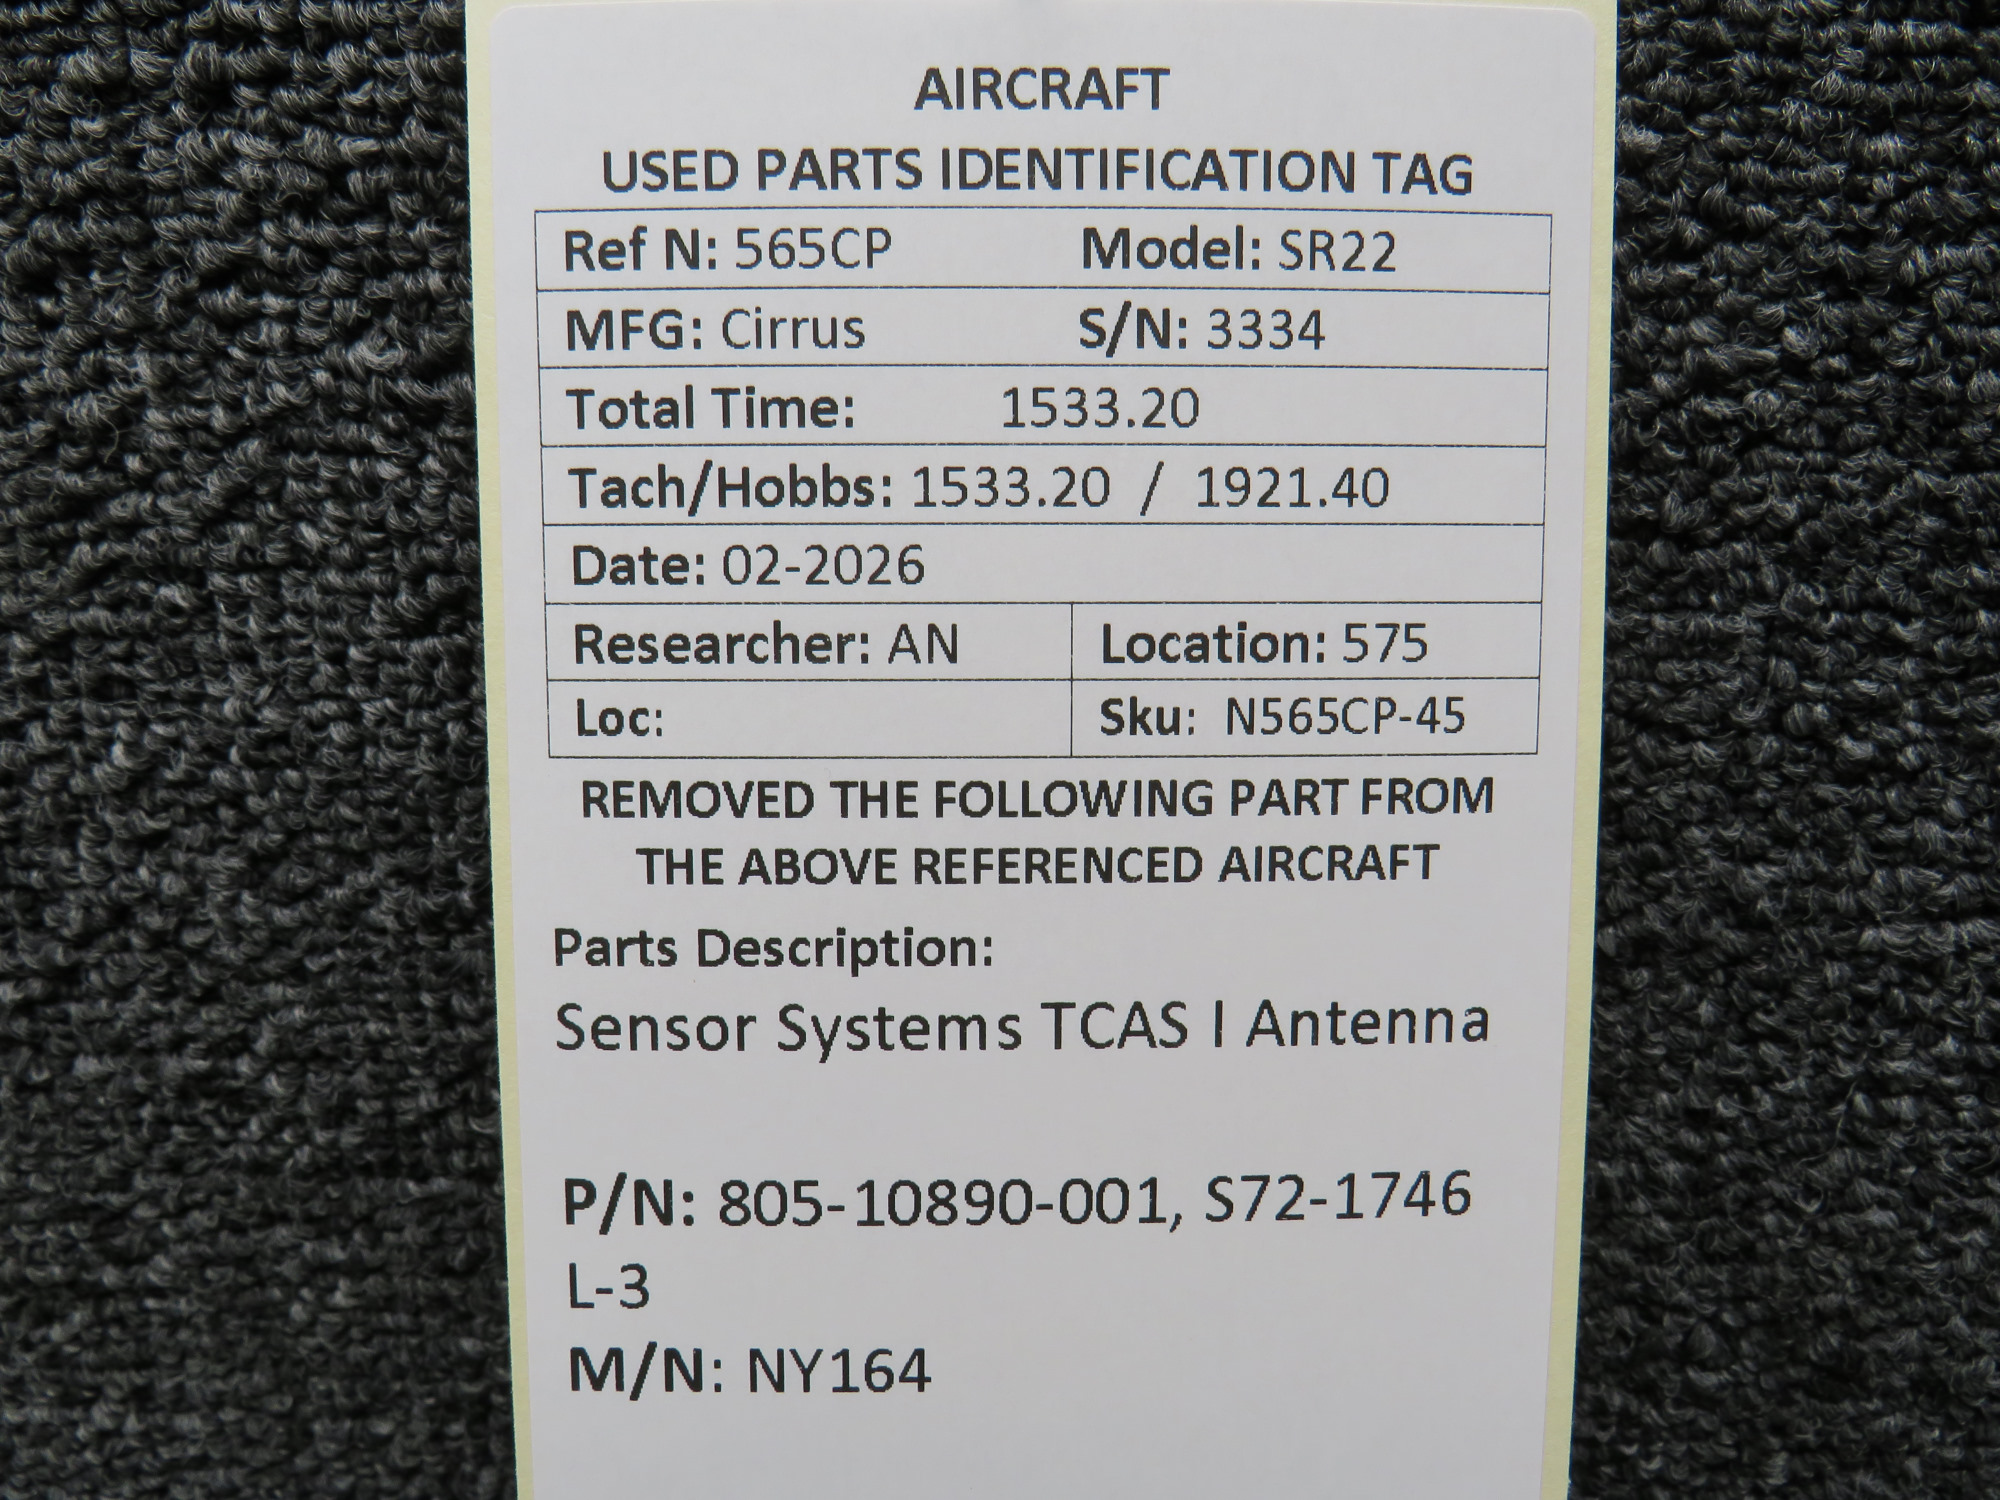 AIRCRAFT
USED PARTS IDENTIFICATION TAG
Ref N: 565CP Model: SR22
MFG: Cirrus S/N: 3334
Total Time: 1533.20
Tach/Hobbs: 1533.20 / 1921.40
Date: 02-2026
Researcher: AN Location: 575
Loc: Sku: N565CP-45
REMOVED THE FOLLOWING PART FROM
THE ABOVE REFERENCED AIRCRAFT
Parts Description:
Sensor Systems TCAS I Antenna
P/N: 805-10890-001, S72-1746
L-3
M/N: NY164